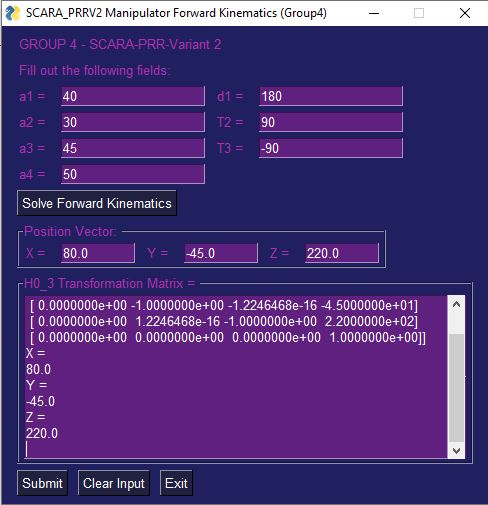 SCARA_PRRV2 Manipulator Forward Kinematics (Group4)
GROUP 4 - SCARA-PRR-Variant 2
Fill out the following fields:
a1 = 40 d1 = 180
a2 = 30 T2 = 90
a3 = 45 T3 = -90
a4 = 50
Solve Forward Kinematics
Position Vector:
X = 80.0 Y = -45.0 Z = 220.0
H0_3 Transformation Matrix =
[ 0.0000000e+00 -1.0000000e+00 -1.2246468e-16 -4.5000000e+01]
[ 0.0000000e+00 1.2246468e-16 -1.0000000e+00 2.2000000e+02]
[ 0.0000000e+00 0.0000000e+00 0.0000000e+00 1.0000000e+00]]
X =
80.0
Y =
-45.0
Z =
220.0
Submit Clear Input Exit